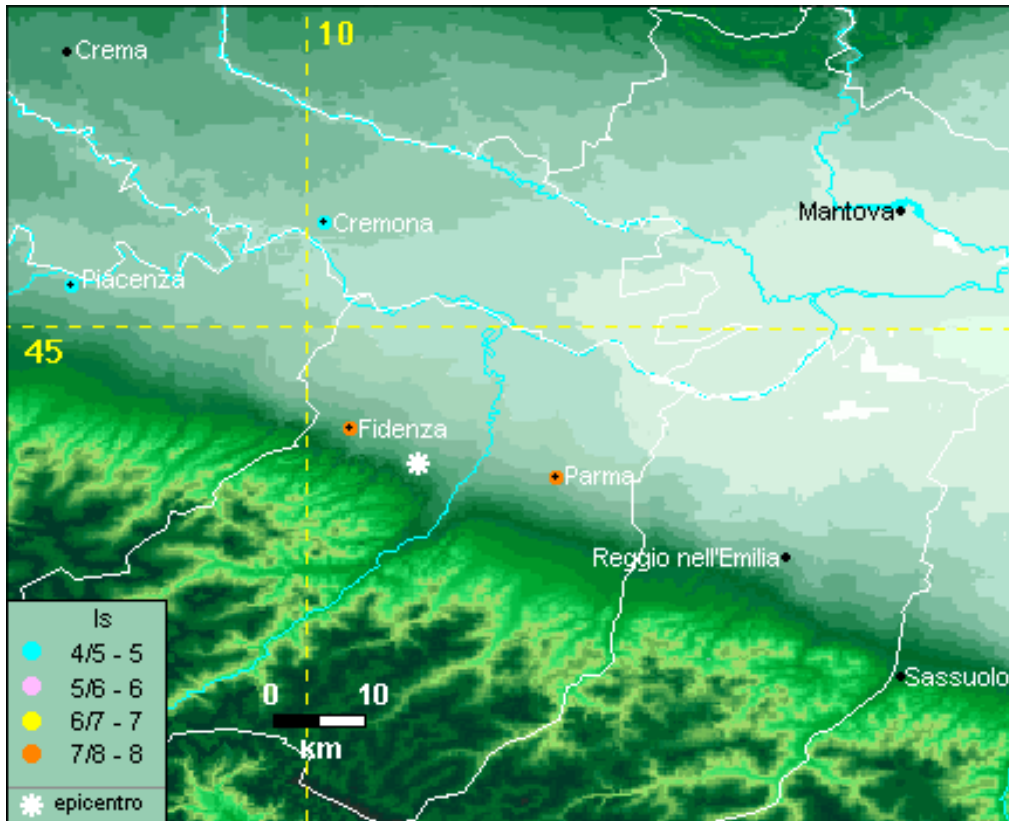 10
Crema
Mantova
Cremona
Piacenza
45
Fidenza
Parma
Reggio nell'Emilia
Sassuolo
Is
4/5 - 5
5/6 - 6
6/7 - 7
7/8 - 8
epicentro
0 10
km